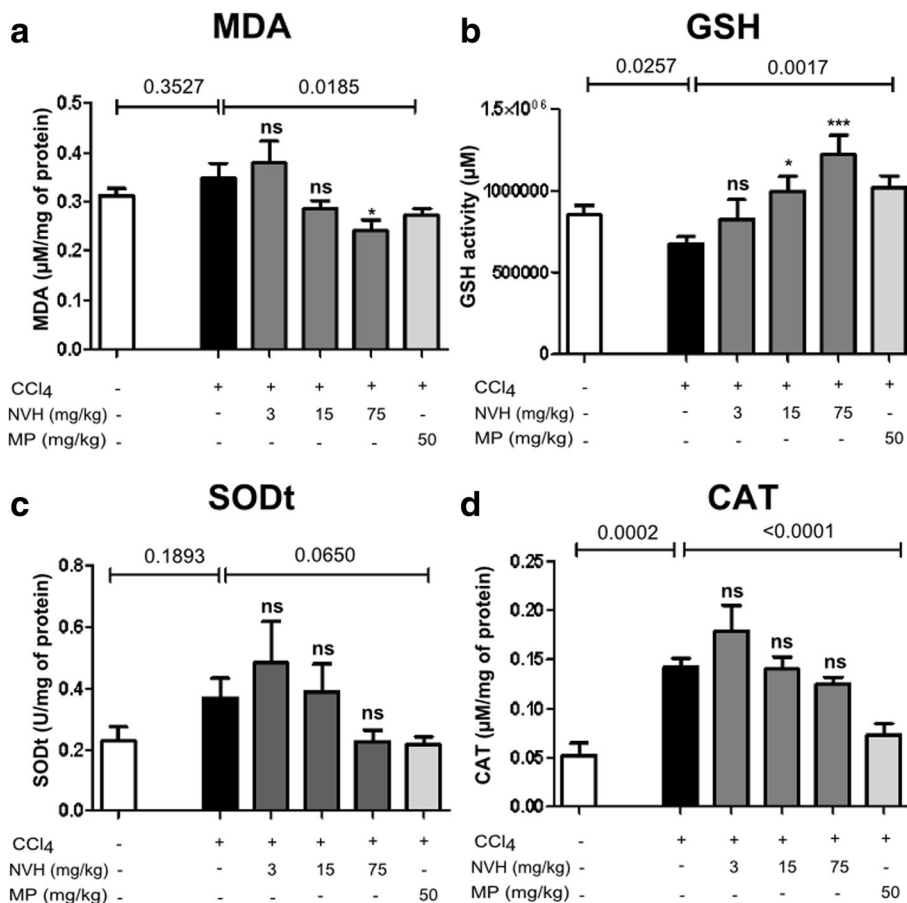 a
MDA
0.3527 0.0185
MDA (µM/mg of protein)
0.5
0.4
0.3
0.2
0.1
0.0
ns
ns
*
CCl4 - + + + + +
NVH (mg/kg) - - 3 15 75 -
MP (mg/kg) - - - - - 50
b
GSH
0.0257 0.0017
GSH activity (µM)
1.5×10^06
1000000
500000
0
ns
*
***
CCl4 - + + + + +
NVH (mg/kg) - - 3 15 75 -
MP (mg/kg) - - - - - 50
c
SODt
0.1893 0.0650
SODt (U/mg of protein)
0.8
0.6
0.4
0.2
0.0
ns
ns
ns
CCl4 - + + + + +
NVH (mg/kg) - - 3 15 75 -
MP (mg/kg) - - - - - 50
d
CAT
0.0002 <0.0001
CAT (µM/mg of protein)
0.20
0.15
0.10
0.05
0.00
ns
ns
ns
CCl4 - + + + + +
NVH (mg/kg) - - 3 15 75 -
MP (mg/kg) - - - - - 50